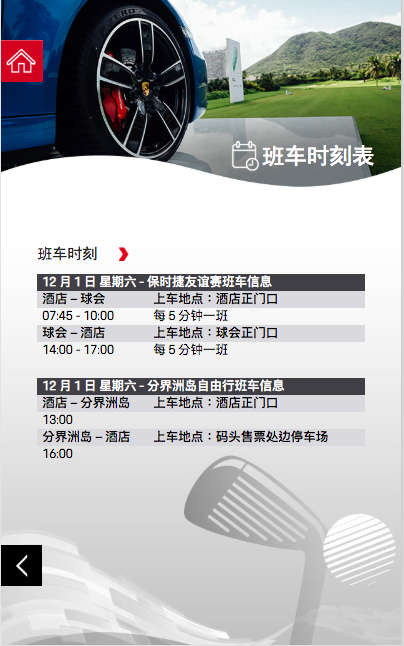 班车时刻表
班车时刻
12 月 1 日 星期六 - 保时捷友谊赛班车信息
酒店 – 球会 上车地点：酒店正门口
07:45 - 10:00 每 5 分钟一班
球会 – 酒店 上车地点：球会正门口
14:00 - 17:00 每 5 分钟一班
12 月 1 日 星期六 - 分界洲岛自由行班车信息
酒店 – 分界洲岛 上车地点：酒店正门口
13:00
分界洲岛 – 酒店 上车地点：码头售票处边停车场
16:00